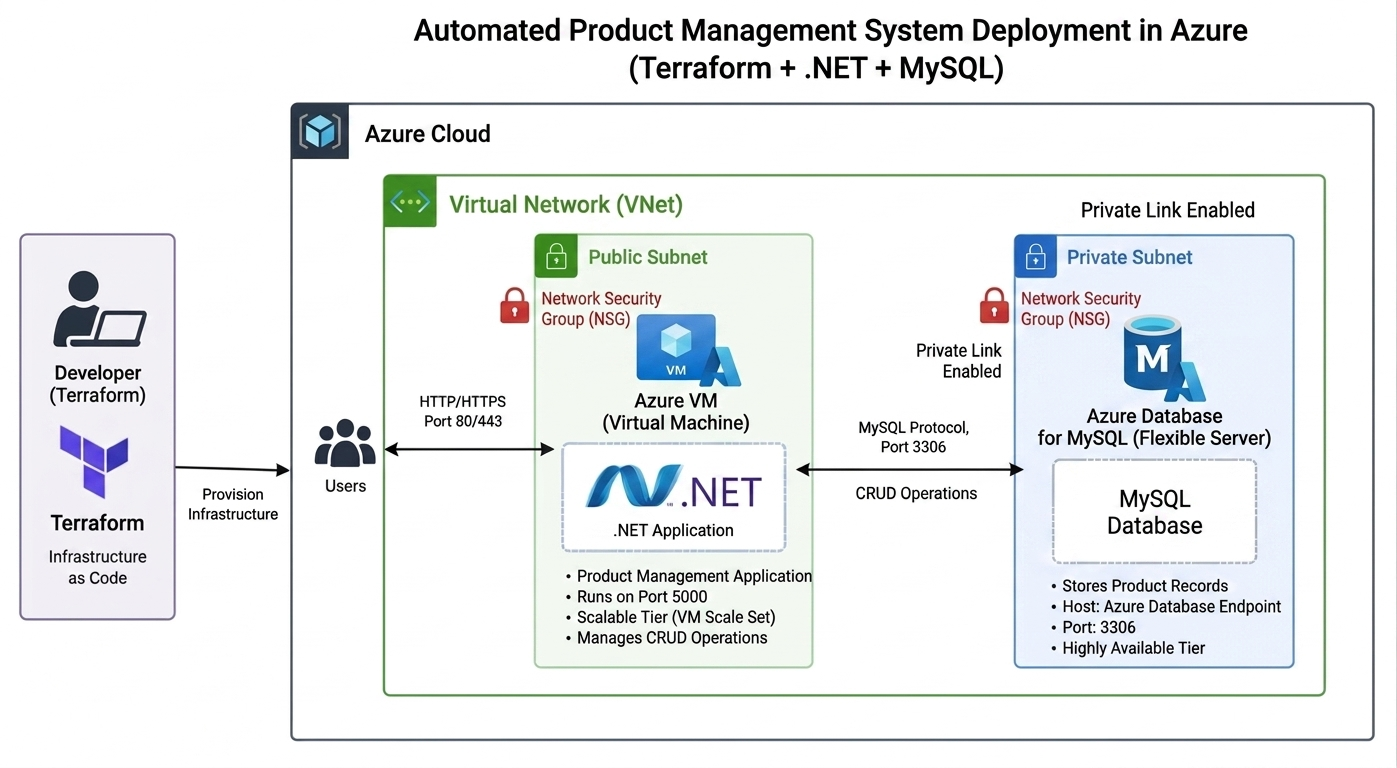 Automated Product Management System Deployment in Azure
(Terraform + .NET + MySQL)
Azure Cloud
Virtual Network (VNet)
Private Link Enabled
Developer
(Terraform)
Terraform
Infrastructure
as Code
Provision
Infrastructure
Users
HTTP/HTTPS
Port 80/443
Public Subnet
Network Security
Group (NSG)
VM
Azure VM
(Virtual Machine)
.NET
.NET Application
• Product Management Application
• Runs on Port 5000
• Scalable Tier (VM Scale Set)
• Manages CRUD Operations
Private Link
Enabled
MySQL Protocol,
Port 3306
CRUD Operations
Private Subnet
Network Security
Group (NSG)
M
Azure Database
for MySQL (Flexible Server)
MySQL
Database
• Stores Product Records
• Host: Azure Database Endpoint
• Port: 3306
• Highly Available Tier